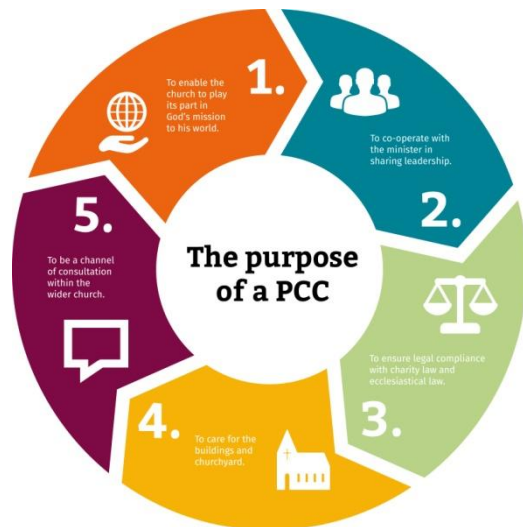 The purpose
of a PCC
1.
To enable the
church to play
its part in
God's mission
to his world.
2.
To co-operate with
the minister in
sharing leadership.
3.
To ensure legal compliance
with charity law and
ecclesiastical law.
4.
To care for the
buildings and
churchyard.
5.
To be a channel
of consultation
within the
wider church.